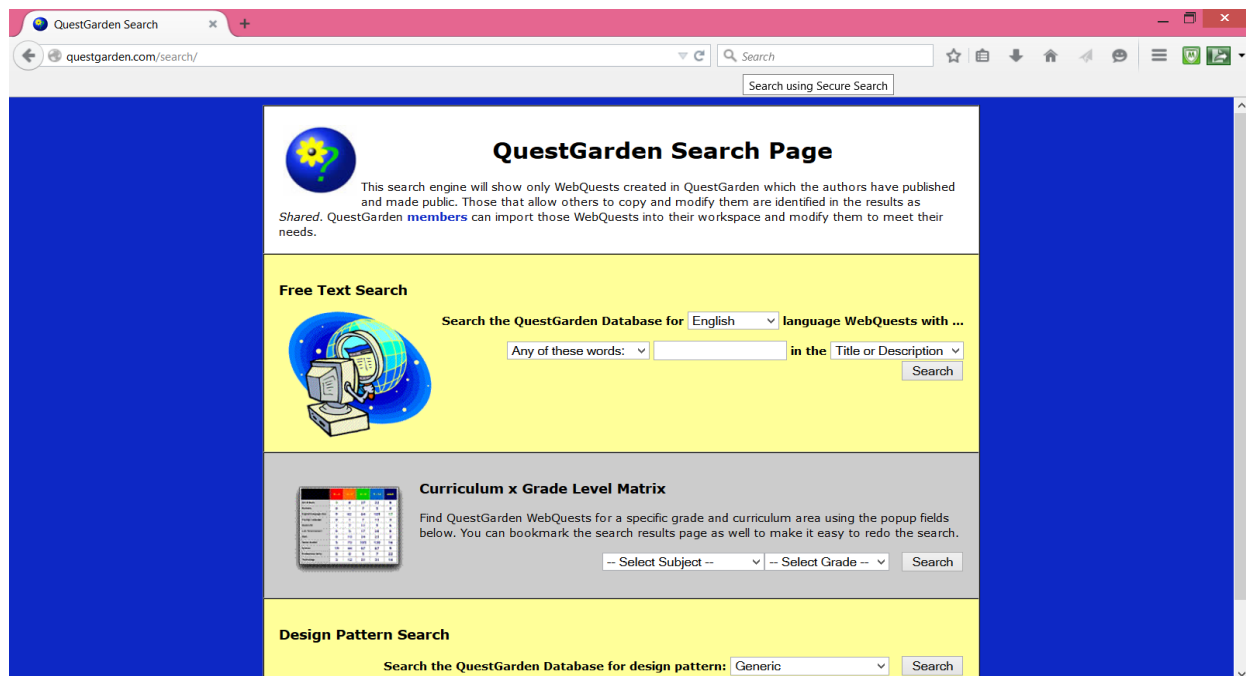 QuestGarden Search
questgarden.com/search/
Search
Search using Secure Search
QuestGarden Search Page
This search engine will show only WebQuests created in QuestGarden which the authors have published
and made public. Those that allow others to copy and modify them are identified in the results as
Shared. QuestGarden members can import those WebQuests into their workspace and modify them to meet their
needs.
Free Text Search
Search the QuestGarden Database for English language WebQuests with ...
Any of these words: in the Title or Description
Search
Curriculum x Grade Level Matrix
Find QuestGarden WebQuests for a specific grade and curriculum area using the popup fields
below. You can bookmark the search results page as well to make it easy to redo the search.
-- Select Subject -- -- Select Grade -- Search
Design Pattern Search
Search the QuestGarden Database for design pattern: Generic Search